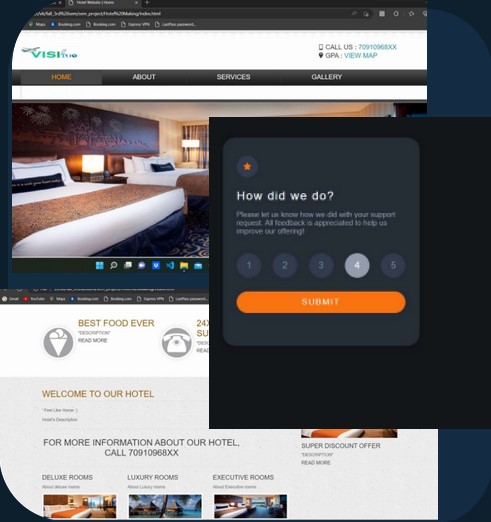 Hotel Website | Home
Maps Booking.com Booking.com Express VPN LastPass password...
VISI
CALL US : 70910968XX
GPA : VIEW MAP
HOME ABOUT SERVICES GALLERY
How did we do?
Please let us know how we did with your support
request. All feedback is appreciated to help us
improve our offering!
1 2 3 4 5
SUBMIT
Gmail YouTube Maps Booking.com Booking.com Express VPN LastPass password...
BEST FOOD EVER
"DESCRIPTION"
READ MORE
WELCOME TO OUR HOTEL
" Feel Like Home :)
Hotel's Description
FOR MORE INFORMATION ABOUT OUR HOTEL,
CALL 70910968XX
SUPER DISCOUNT OFFER
"DESCRIPTION"
READ MORE
DELUXE ROOMS LUXURY ROOMS EXECUTIVE ROOMS
About deluxe rooms About Luxury rooms About Executive rooms